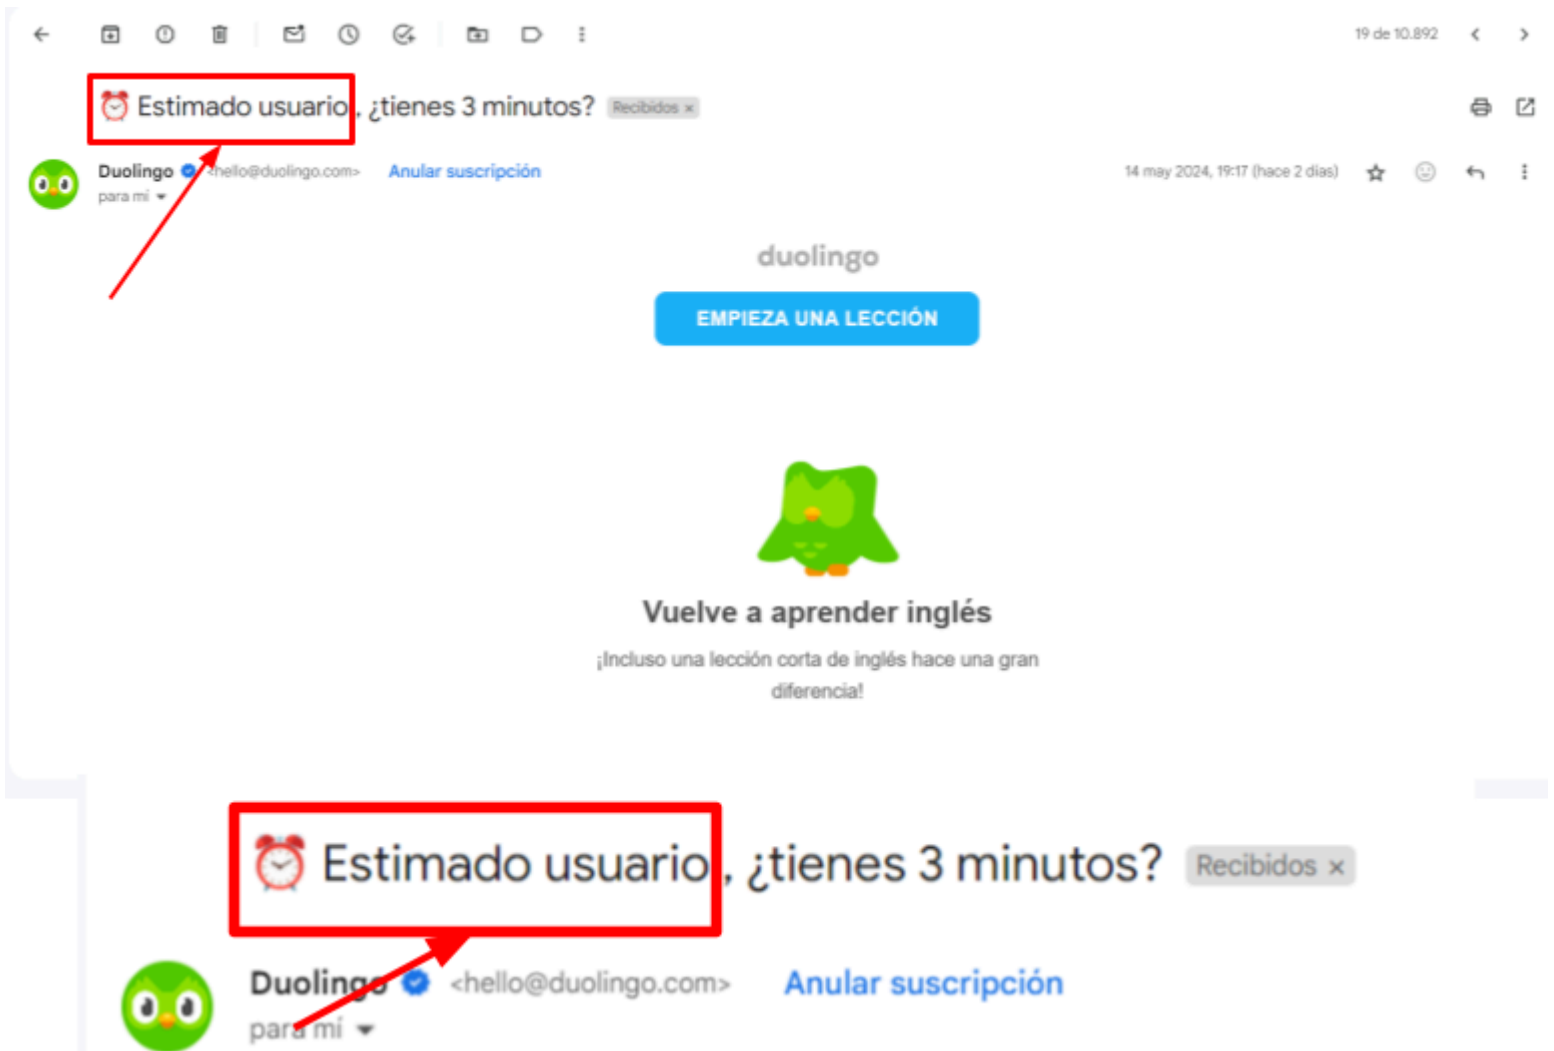 19 de 10.892
Estimado usuario, ¿tienes 3 minutos? Recibidos ×
Duolingo <hello@duolingo.com> Anular suscripción
14 may 2024, 19:17 (hace 2 días)
para mí
duolingo
EMPIEZA UNA LECCIÓN
Vuelve a aprender inglés
¡Incluso una lección corta de inglés hace una gran
diferencia!
Estimado usuario, ¿tienes 3 minutos? Recibidos ×
Duolingo <hello@duolingo.com> Anular suscripción
para mí